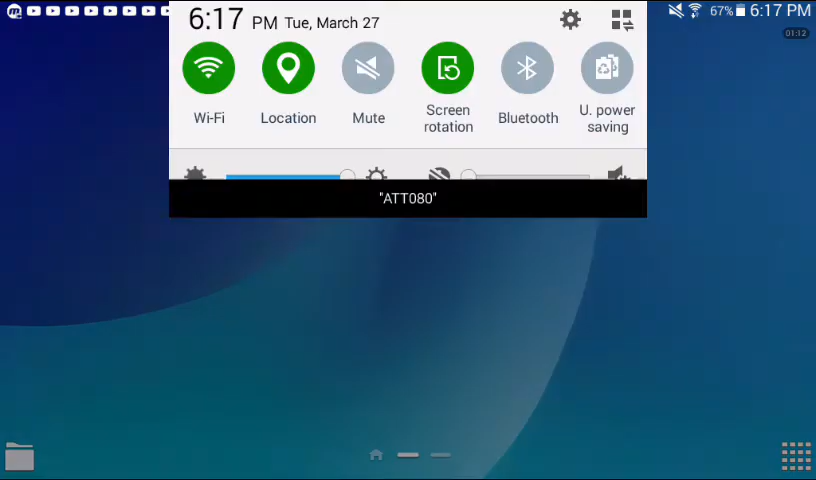 6:17 PM Tue, March 27
67% 6:17 PM
01:12
Wi-Fi
Location
Mute
Screen
rotation
Bluetooth
U. power
saving
"ATT080"